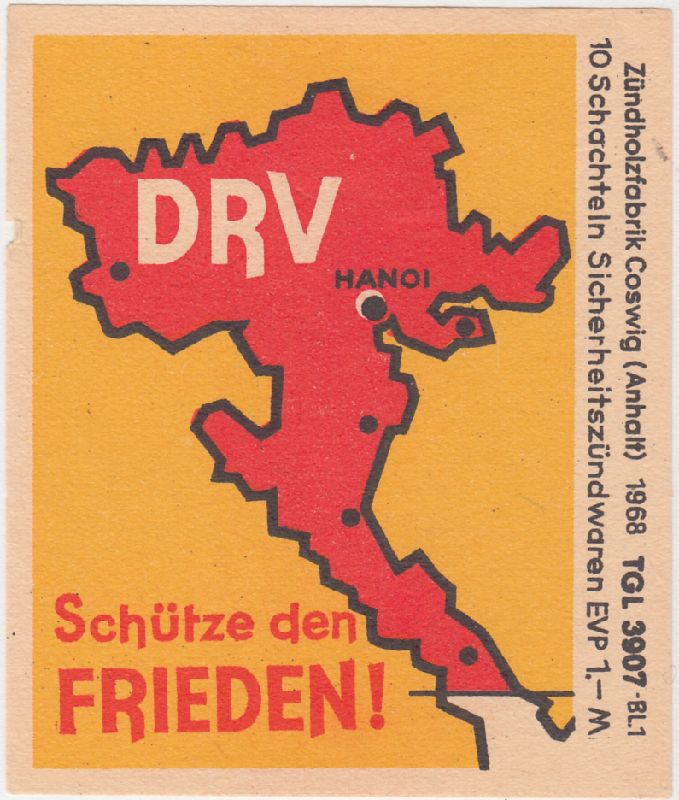 DRV
HANOI
Schütze den
FRIEDEN!
Zündholzfabrik Coswig (Anhalt) 1968 TGL 3907-BL.1
10 Schachteln Sicherheitszündwaren EVP 1,– M